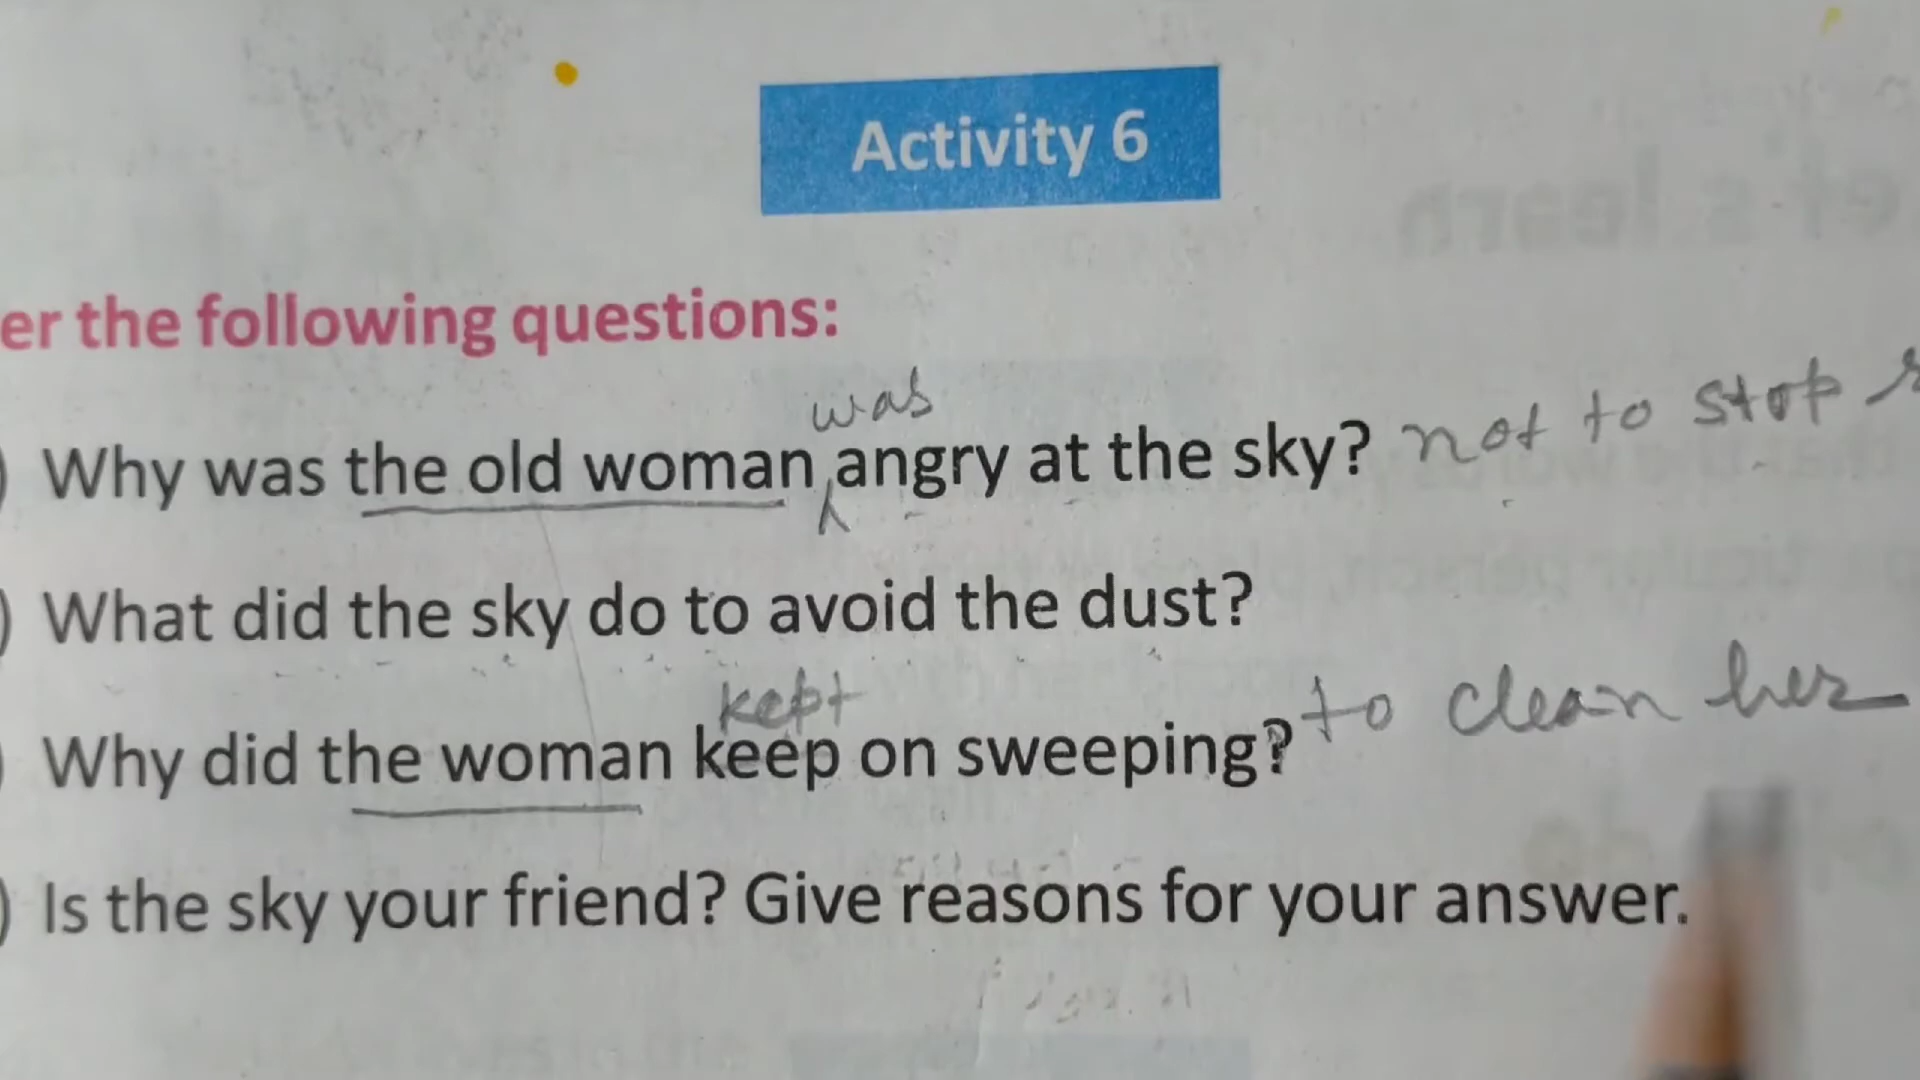 Activity 6
er the following questions:
was
) Why was the old woman angry at the sky? not to stop
) What did the sky do to avoid the dust?
kept
) Why did the woman keep on sweeping? to clean her
) Is the sky your friend? Give reasons for your answer.